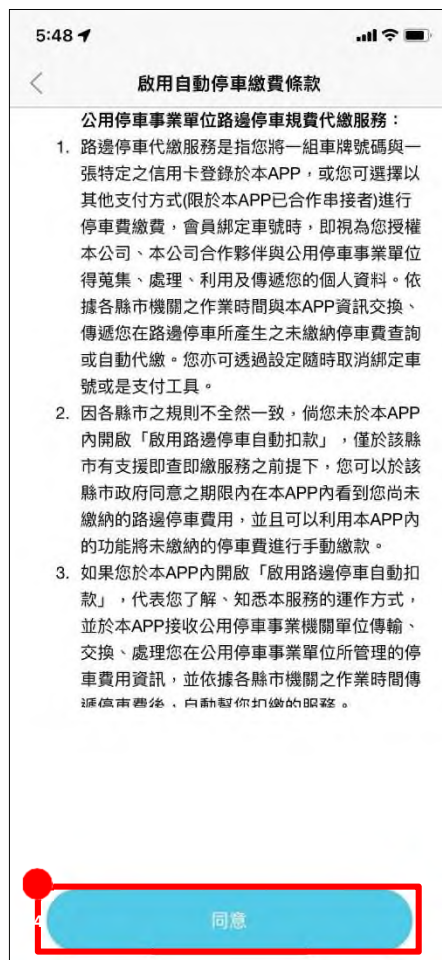 5:48
啟用自動停車繳費條款
公用停車事業單位路邊停車規費代繳服務：
1. 路邊停車代繳服務是指您將一組車牌號碼與一
張特定之信用卡登錄於本APP，或您可選擇以
其他支付方式(限於本APP已合作串接者)進行
停車費繳費，會員綁定車號時，即視為您授權
本公司、本公司合作夥伴與公用停車事業單位
得蒐集、處理、利用及傳遞您的個人資料。依
據各縣市機關之作業時間與本APP資訊交換、
傳遞您在路邊停車所產生之未繳納停車費查詢
或自動代繳。您亦可透過設定隨時取消綁定車
號或是支付工具。
2. 因各縣市之規則不全然一致，倘您未於本APP
內開啟「啟用路邊停車自動扣款」，僅於該縣
市有支援即查即繳服務之前提下，您可以於該
縣市政府同意之期限內在本APP內看到您尚未
繳納的路邊停車費用，並且可以利用本APP內
的功能將未繳納的停車費進行手動繳款。
3. 如果您於本APP內開啟「啟用路邊停車自動扣
款」，代表您了解、知悉本服務的運作方式，
並於本APP接收公用停車事業機關單位傳輸、
交換、處理您在公用停車事業單位所管理的停
車費用資訊，並依據各縣市機關之作業時間傳
遞停車費後，自動幫您扣繳的服務。
4
同意